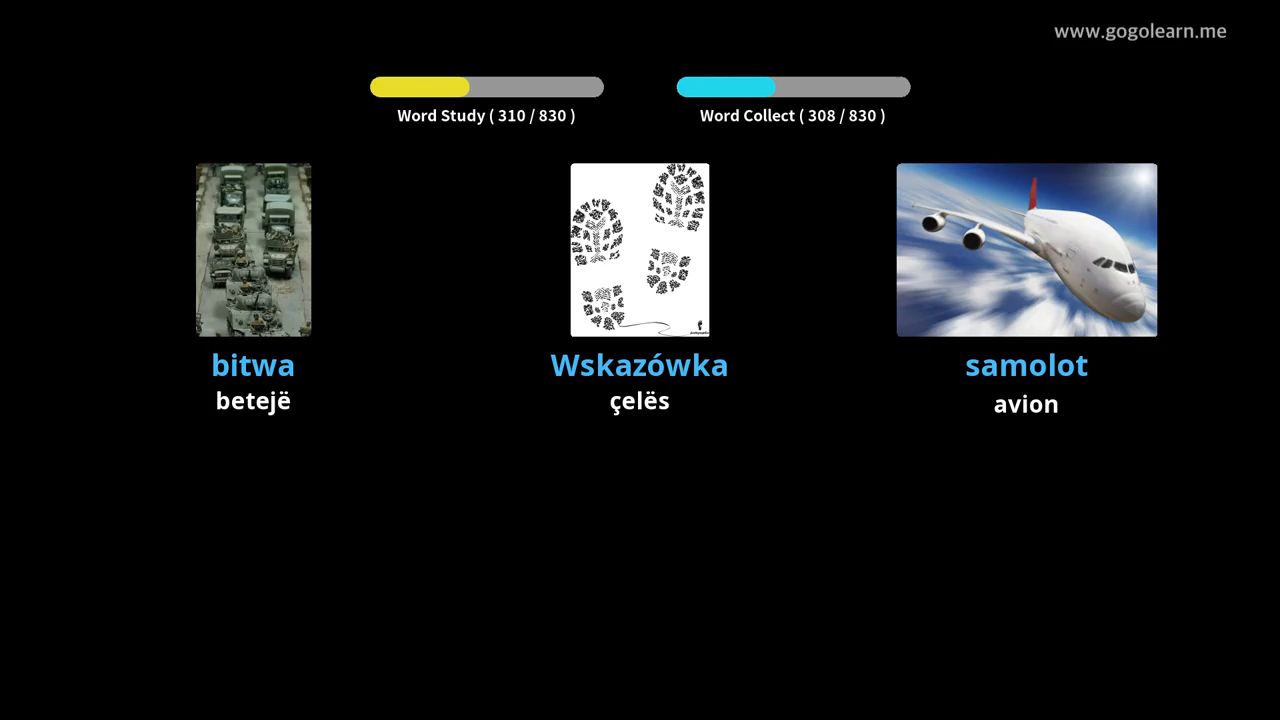 www.gogolearn.me
Word Study ( 310 / 830 )
Word Collect ( 308 / 830 )
bitwa
betejë
Wskazówka
çelës
samolot
avion